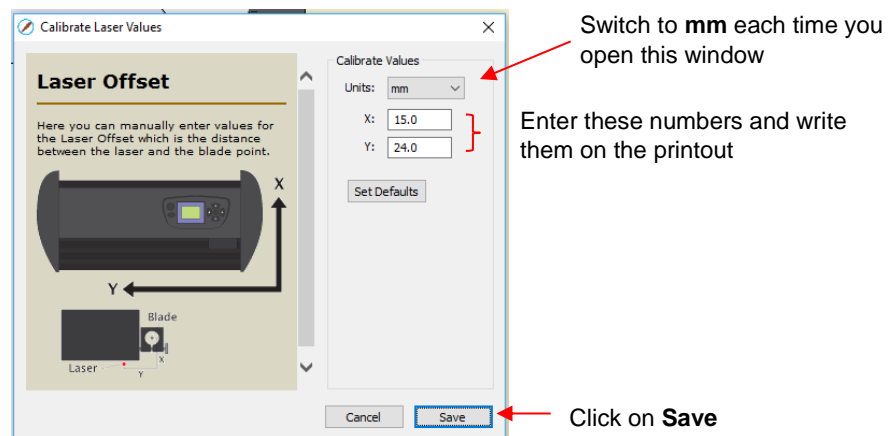 Calibrate Laser Values
Laser Offset
Here you can manually enter values for
the Laser Offset which is the distance
between the laser and the blade point.
X
Y
Blade
X
Laser
Y
Calibrate Values
Units: mm
X: 15.0
Y: 24.0
Set Defaults
Cancel Save
Switch to mm each time you
open this window
Enter these numbers and write
them on the printout
Click on Save